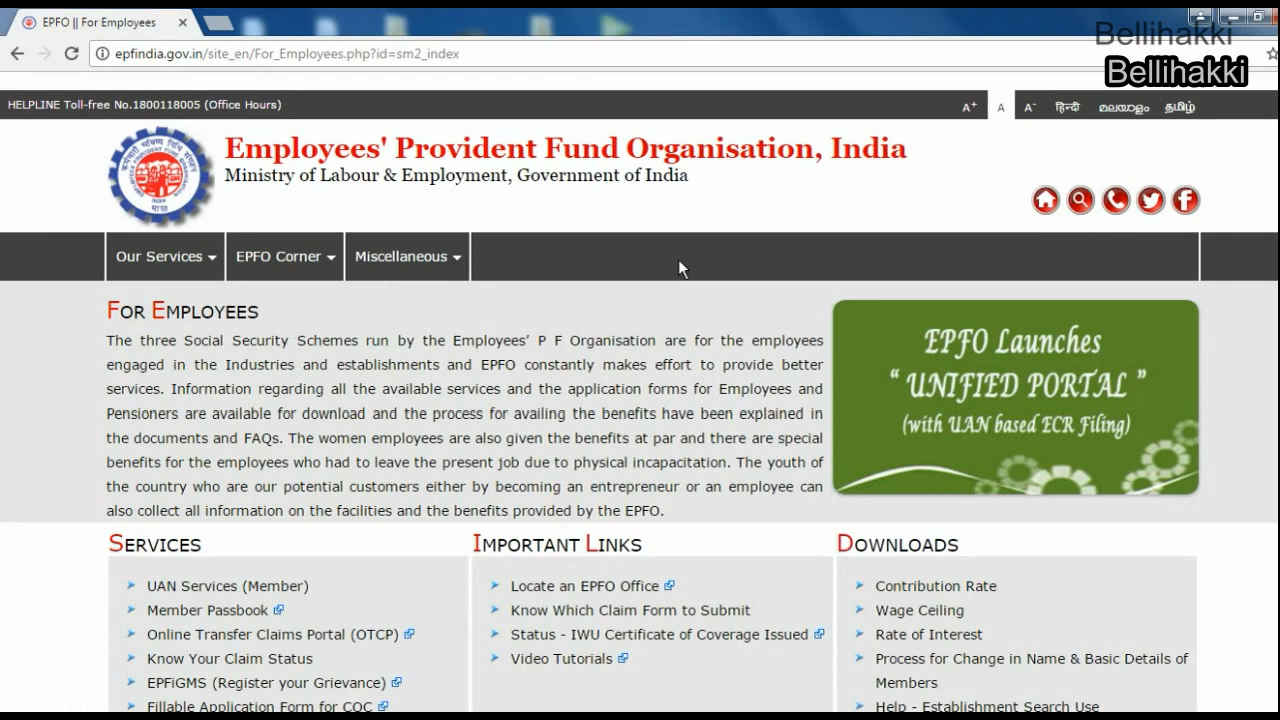 EPFO || For Employees
epfindia.gov.in/site_en/For_Employees.php?id=sm2_index
Bellihakki
Bellihakki
HELPLINE Toll-free No.1800118005 (Office Hours)
A+ A A- हिन्दी മലയാളം தமிழ்
Employees' Provident Fund Organisation, India
Ministry of Labour & Employment, Government of India
Our Services EPFO Corner Miscellaneous
FOR EMPLOYEES
The three Social Security Schemes run by the Employees' P F Organisation are for the employees
engaged in the Industries and establishments and EPFO constantly makes effort to provide better
services. Information regarding all the available services and the application forms for Employees and
Pensioners are available for download and the process for availing the benefits have been explained in
the documents and FAQs. The women employees are also given the benefits at par and there are special
benefits for the employees who had to leave the present job due to physical incapacitation. The youth of
the country who are our potential customers either by becoming an entrepreneur or an employee can
also collect all information on the facilities and the benefits provided by the EPFO.
EPFO Launches
" UNIFIED PORTAL "
(with UAN based ECR Filing)
SERVICES
UAN Services (Member)
Member Passbook
Online Transfer Claims Portal (OTCP)
Know Your Claim Status
EPFiGMS (Register your Grievance)
Fillable Application Form for COC
IMPORTANT LINKS
Locate an EPFO Office
Know Which Claim Form to Submit
Status - IWU Certificate of Coverage Issued
Video Tutorials
DOWNLOADS
Contribution Rate
Wage Ceiling
Rate of Interest
Process for Change in Name & Basic Details of
Members
Help - Establishment Search Use